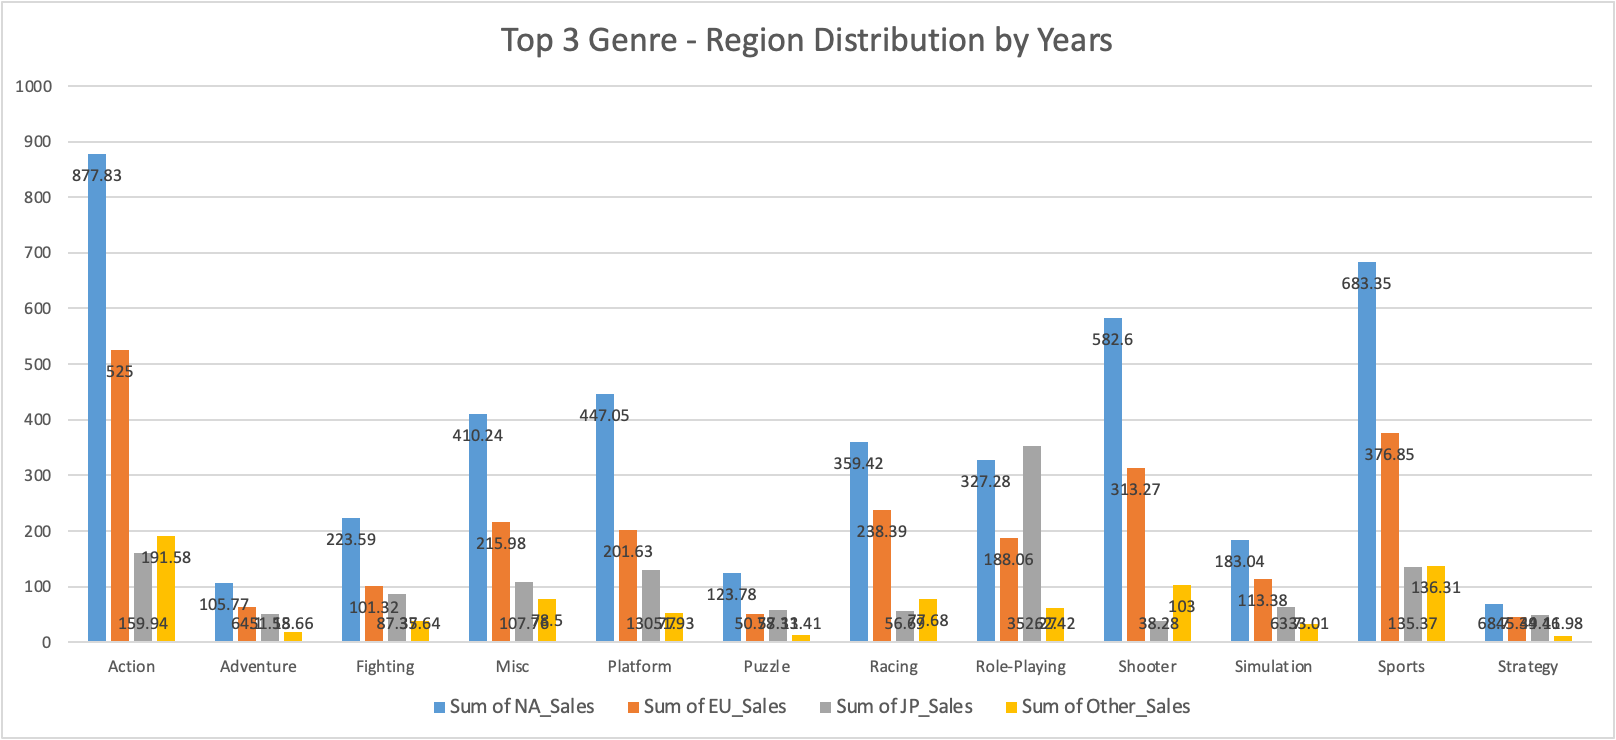 Top 3 Genre - Region Distribution by Years
1000
900
800
700
600
500
400
300
200
100
0
877.83
525
159.94
191.58
105.77
18.66
223.59
101.32
410.24
215.98
447.05
201.63
123.78
359.42
238.39
327.28
188.06
582.6
313.27
38.28
103
183.04
113.38
683.35
376.85
135.37
136.31
Action
Adventure
Fighting
Misc
Platform
Puzzle
Racing
Role-Playing
Shooter
Simulation
Sports
Strategy
Sum of NA_Sales
Sum of EU_Sales
Sum of JP_Sales
Sum of Other_Sales